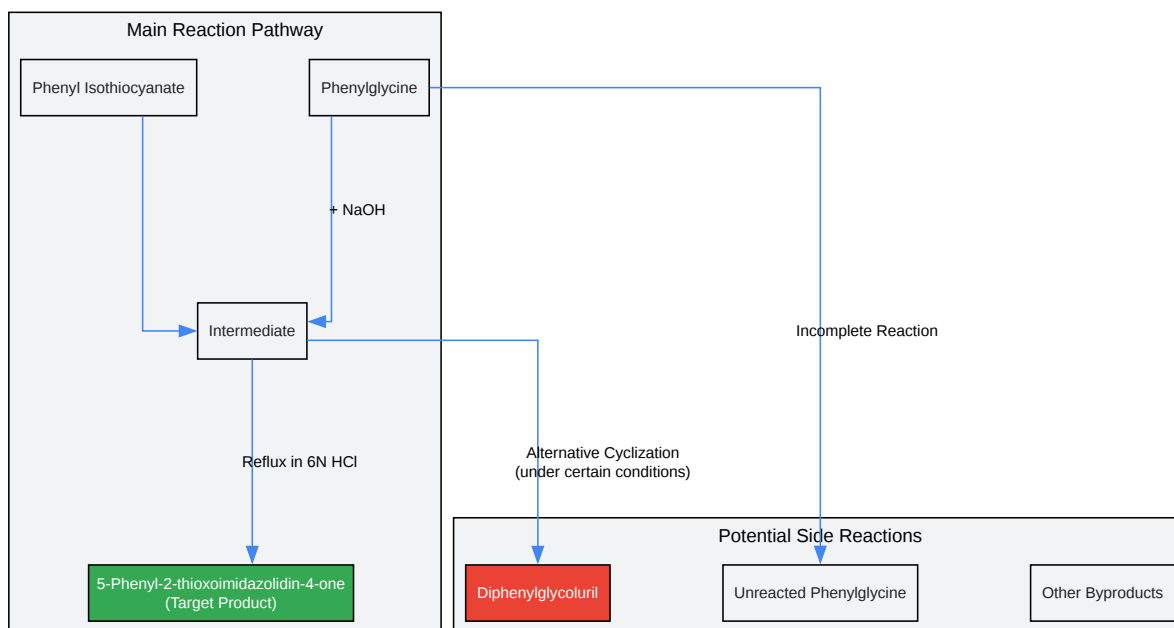 Main Reaction Pathway
Phenyl Isothiocyanate
Phenylglycine
+ NaOH
Intermediate
Incomplete Reaction
Reflux in 6N HCl
Alternative Cyclization
(under certain conditions)
Potential Side Reactions
5-Phenyl-2-thioxoimidazolidin-4-one
(Target Product)
Diphenylglycoluril
Unreacted Phenylglycine
Other Byproducts